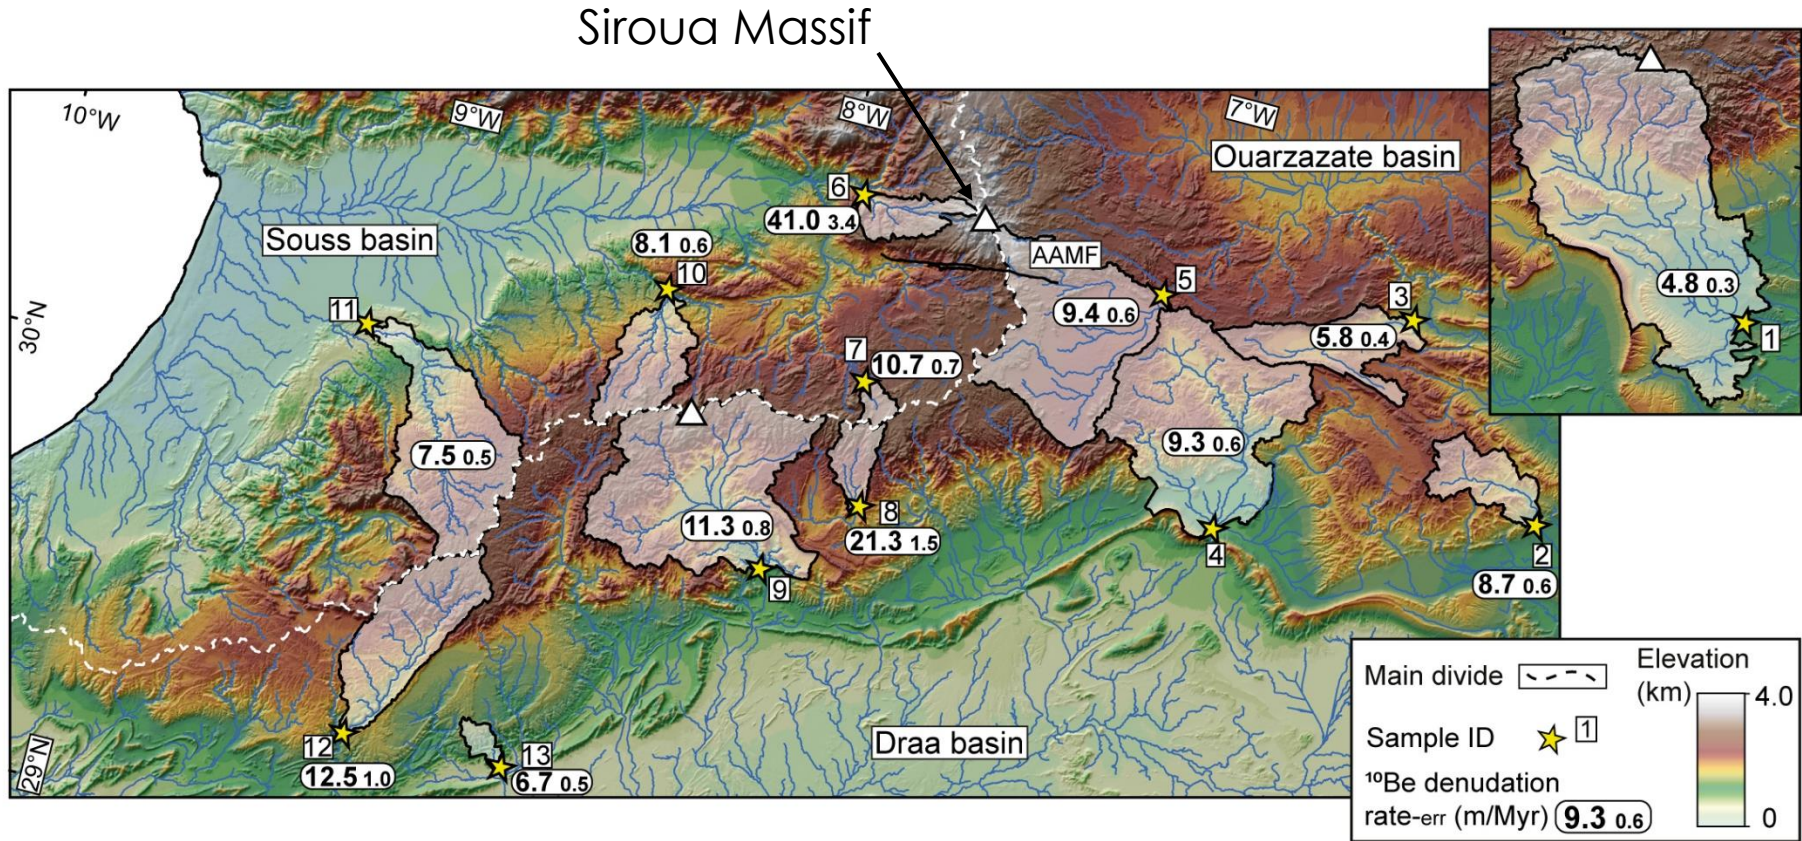 Siroua Massif
10°W
9°W
8°W
7°W
Ouarzazate basin
6
41.0 3.4
Souss basin
8.1 0.6
10
AAMF
5
9.4 0.6
3
5.8 0.4
4.8 0.3
1
11
30°N
7
10.7 0.7
7.5 0.5
9.3 0.6
11.3 0.8
8
21.3 1.5
9
4
2
8.7 0.6
12
12.5 1.0
13
6.7 0.5
29°N
Draa basin
Main divide
Sample ID
1
¹⁰Be denudation
rate-err (m/Myr) 9.3 0.6
Elevation
(km)
4.0
0